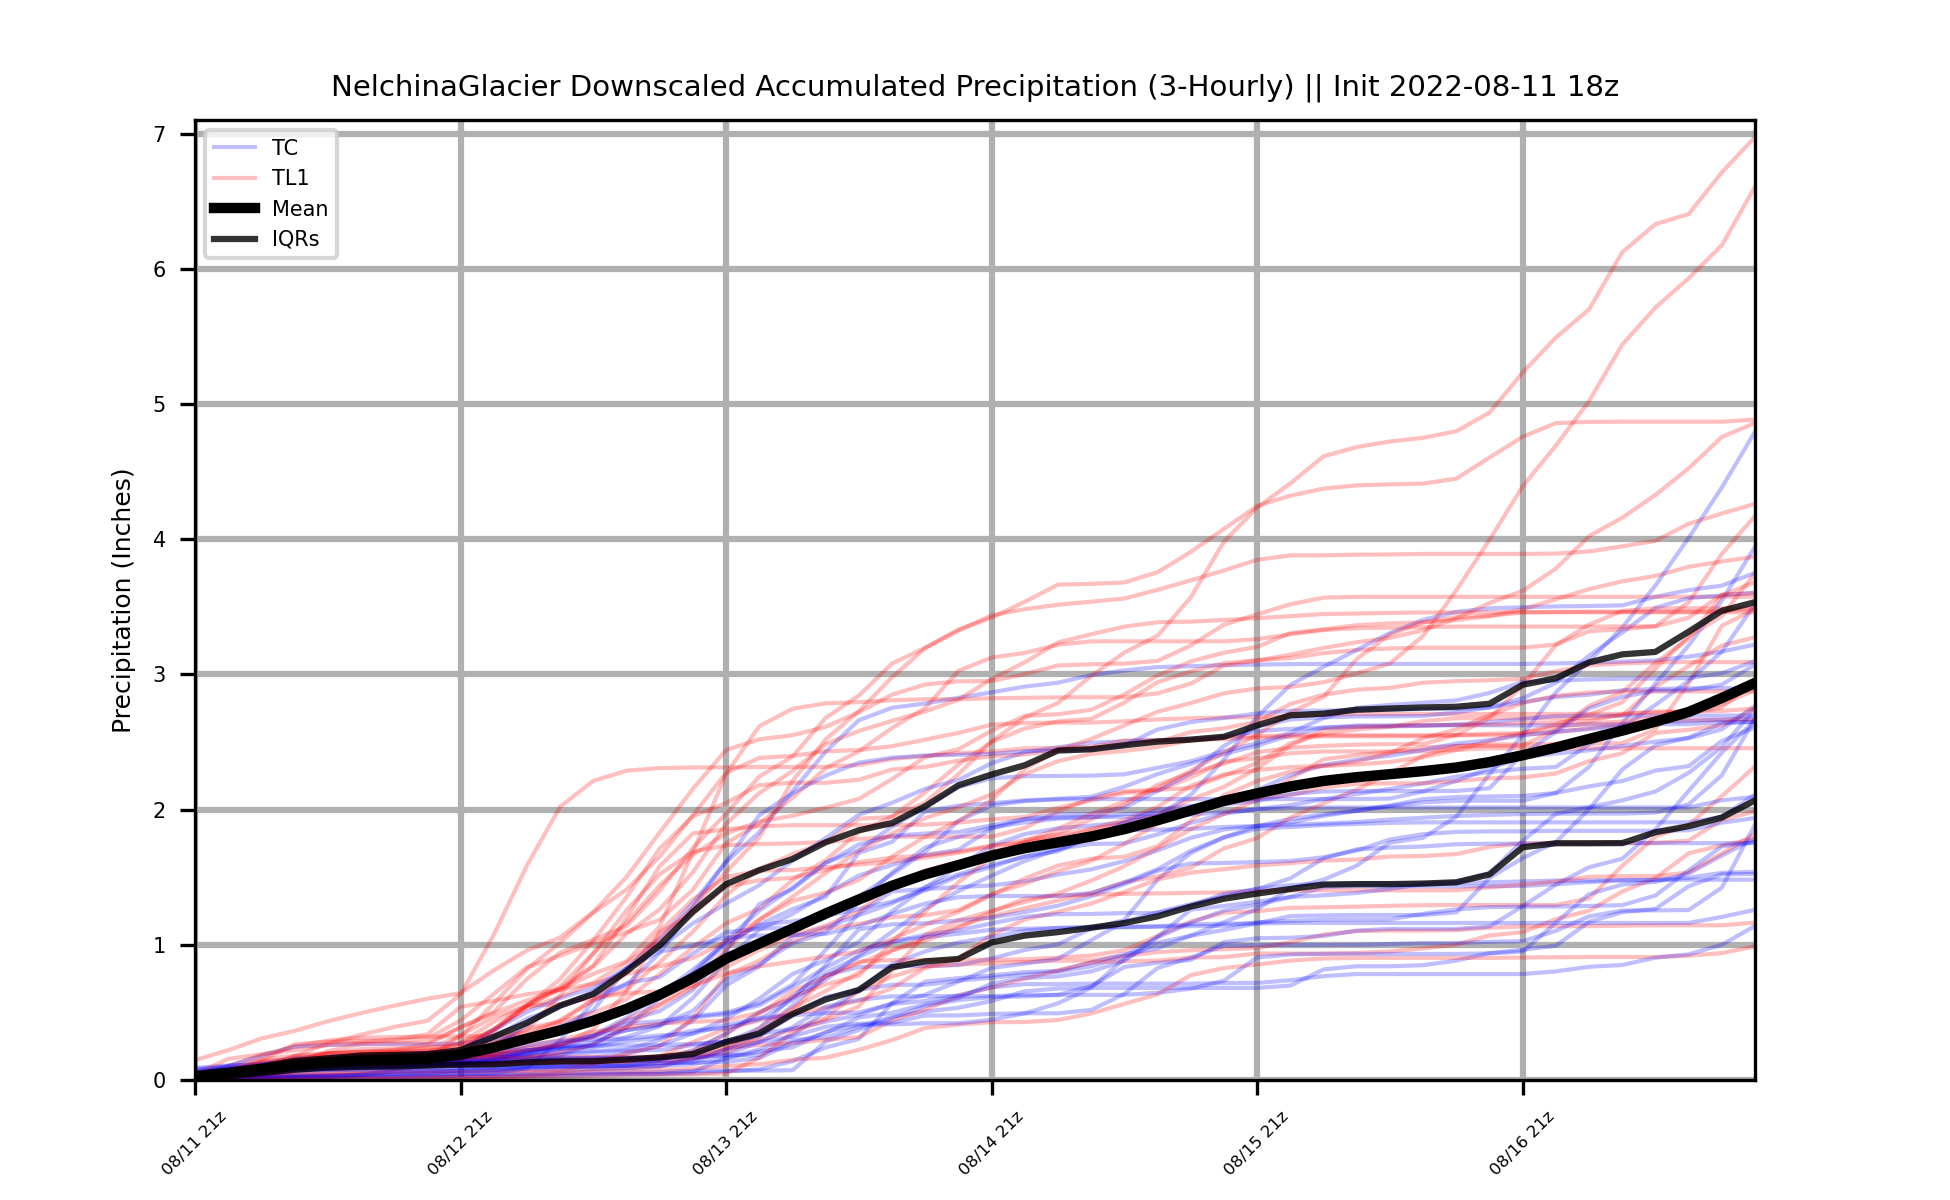 NelchinaGlacier Downscaled Accumulated Precipitation (3-Hourly) || Init 2022-08-11 18z
TC
TL1
Mean
IQRs
Precipitation (Inches)
7
6
5
4
3
2
1
0
08/11 21z
08/12 21z
08/13 21z
08/14 21z
08/15 21z
08/16 21z